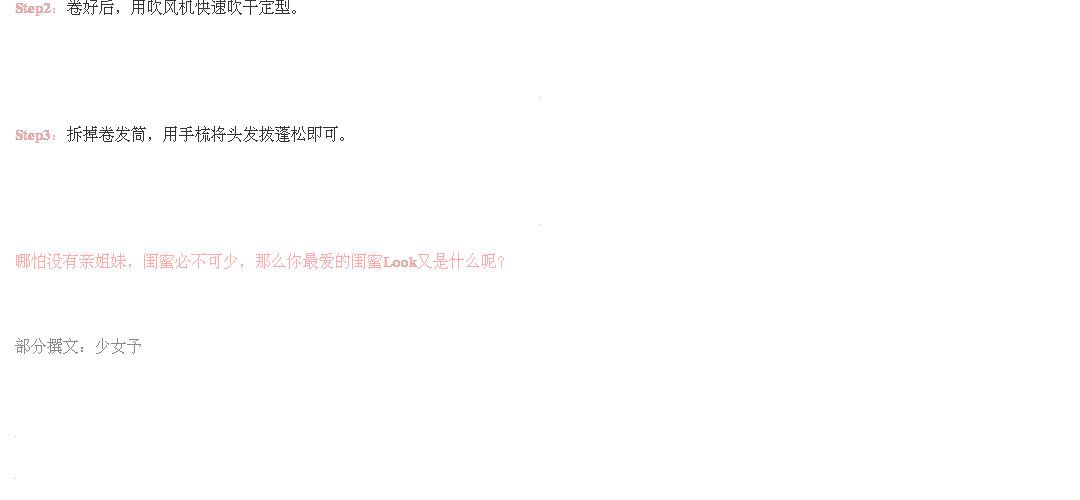 Step2：卷好后，用吹风机快速吹干定型。
Step3：拆掉卷发筒，用手梳将头发拨蓬松即可。
哪怕没有亲姐妹，闺蜜必不可少，那么你最爱的闺蜜Look又是什么呢？
部分撰文：少女予